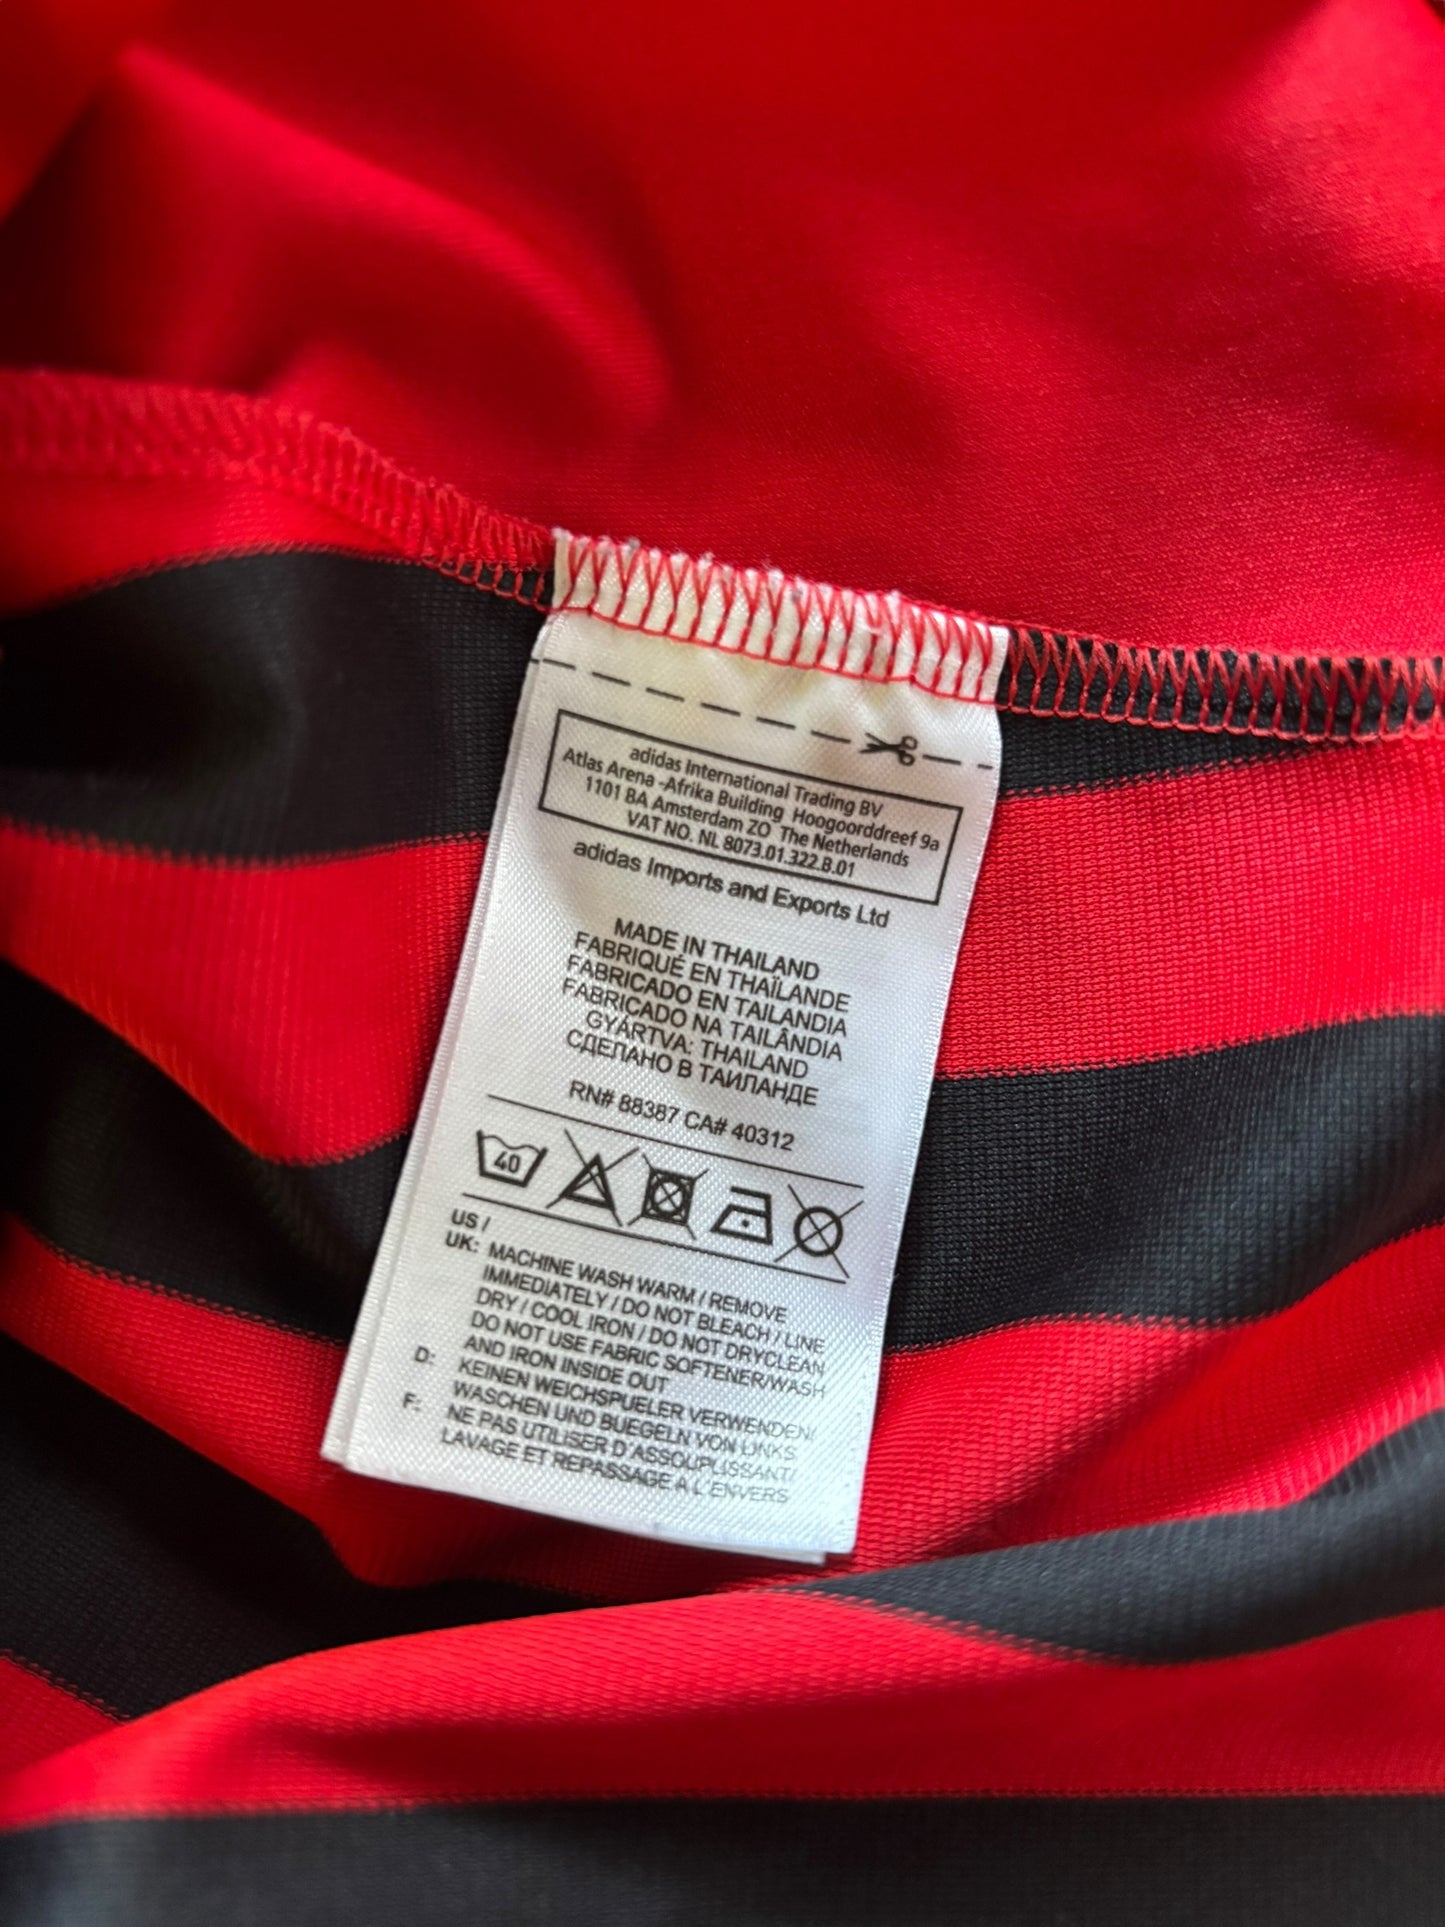 adidas International Trading BV
Atlas Arena -Afrika Building Hoogoorddreef 9a
1101 BA Amsterdam ZO The Netherlands
VAT NO. NL 8073.01.322.B.01
adidas Imports and Exports Ltd
MADE IN THAILAND
FABRIQUÉ EN THAÏLANDE
FABRICADO EN TAILANDIA
FABRICADO NA TAILÂNDIA
GYÁRTVA: THAILAND
СДЕЛАНО В ТАИЛАНДЕ
RN# 88387 CA# 40312
40
US /
UK: MACHINE WASH WARM / REMOVE
IMMEDIATELY / DO NOT BLEACH / LINE
DRY / COOL IRON / DO NOT DRYCLEAN
DO NOT USE FABRIC SOFTENER/WASH
AND IRON INSIDE OUT
D: KEINEN WEICHSPUELER VERWENDEN/
WASCHEN UND BUEGELN VON LINKS
F: NE PAS UTILISER D'ASSOUPLISSANT/
LAVAGE ET REPASSAGE A L'ENVERS